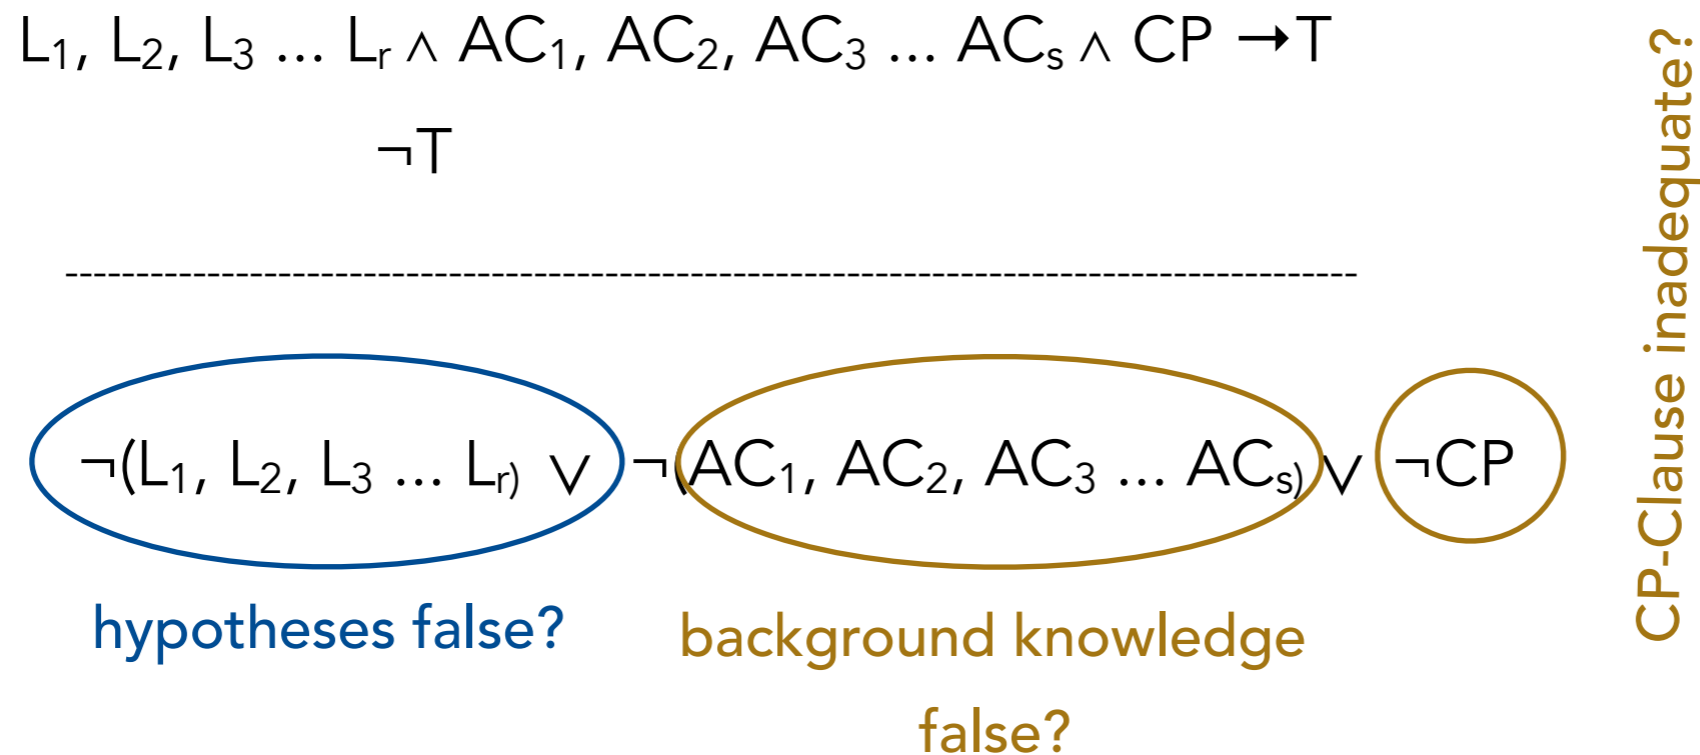 L₁, L₂, L₃ ... Lᵣ ∧ AC₁, AC₂, AC₃ ... ACₛ ∧ CP → T
¬T
--------------------------------------------------------------------------------------------
¬(L₁, L₂, L₃ ... Lᵣ) ∨ ¬(AC₁, AC₂, AC₃ ... ACₛ) ∨ ¬CP
hypotheses false?
background knowledge
false?
CP-Clause inadequate?